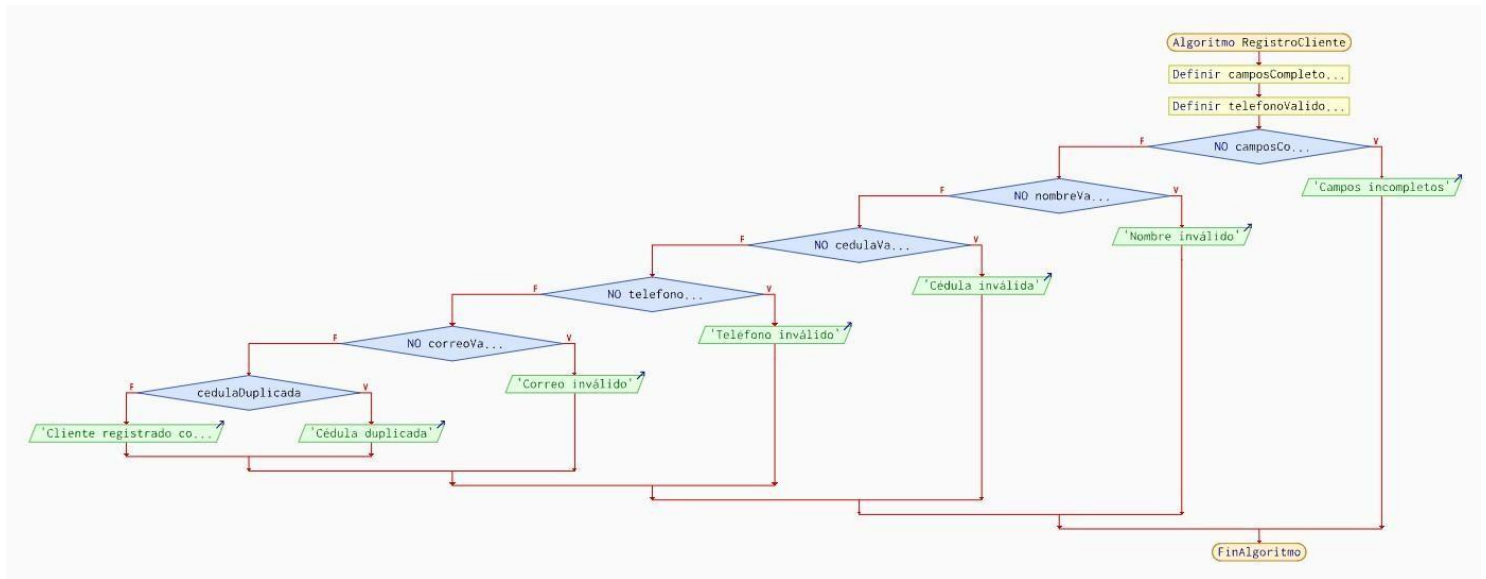 Algoritmo RegistroCliente
Definir camposCompleto...
Definir telefonoValido...
F
NO camposCo...
V
'Campos incompletos'
F
NO nombreVa...
V
'Nombre inválido'
F
NO cedulaVa...
V
'Cédula inválida'
F
NO telefono...
V
'Teléfono inválido'
F
NO correoVa...
V
'Correo inválido'
F
cedulaDuplicada
V
'Cliente registrado co...
'Cédula duplicada'
FinAlgoritmo